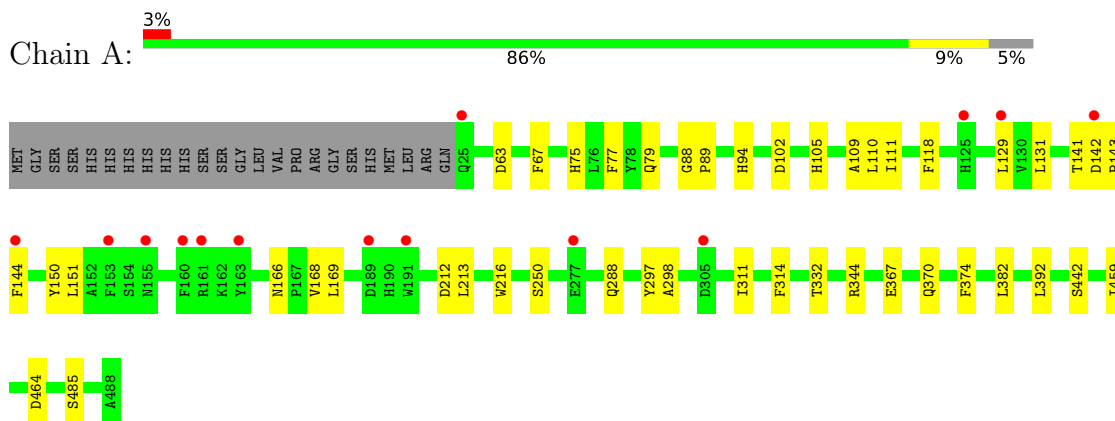 3%
Chain A:
86% 9% 5%
MET GLY SER SER HIS HIS HIS HIS HIS HIS SER SER GLY LEU VAL PRO ARG GLY SER HIS MET LEU ARG GLN Q25 D63 F67 H75 L76 F77 Y78 Q79 G88 P89 H94 D102 H105 A109 L110 I111 F118 H125 L129 V130 L131 T141 D142
F144 Y150 L151 A152 F153 S154 N155 F160 R161 K162 Y163 N166 P167 V168 L169 D189 H190 W191 D212 L213 W216 S250 E277 Q288 Y297 A298 D305 I311 F314 T332 R344 E367 Q370 F374 L382 L392 S442 I459
D464 S485 A488